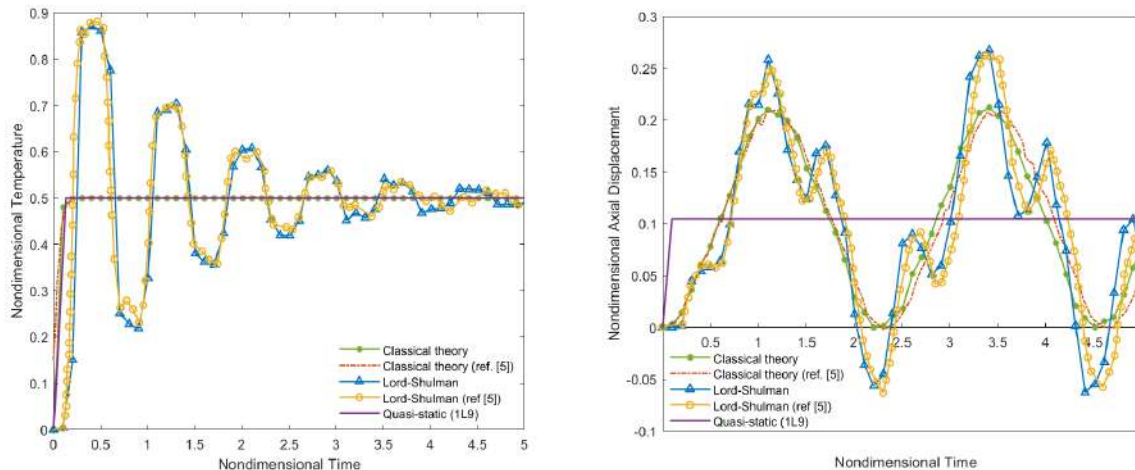 0.9
0.8
0.7
0.6
0.5
0.4
0.3
0.2
0.1
0
Nondimensional Temperature
0 0.5 1 1.5 2 2.5 3 3.5 4 4.5 5
Nondimensional Time
Classical theory
Classical theory (ref. [5])
Lord-Shulman
Lord-Shulman (ref [5])
Quasi-static (1L9)
0.3
0.25
0.2
0.15
0.1
0.05
0
-0.05
-0.1
Nondimensional Axial Displacement
0.5 1 1.5 2 2.5 3 3.5 4 4.5
Classical theory
Classical theory (ref. [5])
Lord-Shulman
Lord-Shulman (ref [5])
Quasi-static (1L9)
Nondimensional Time